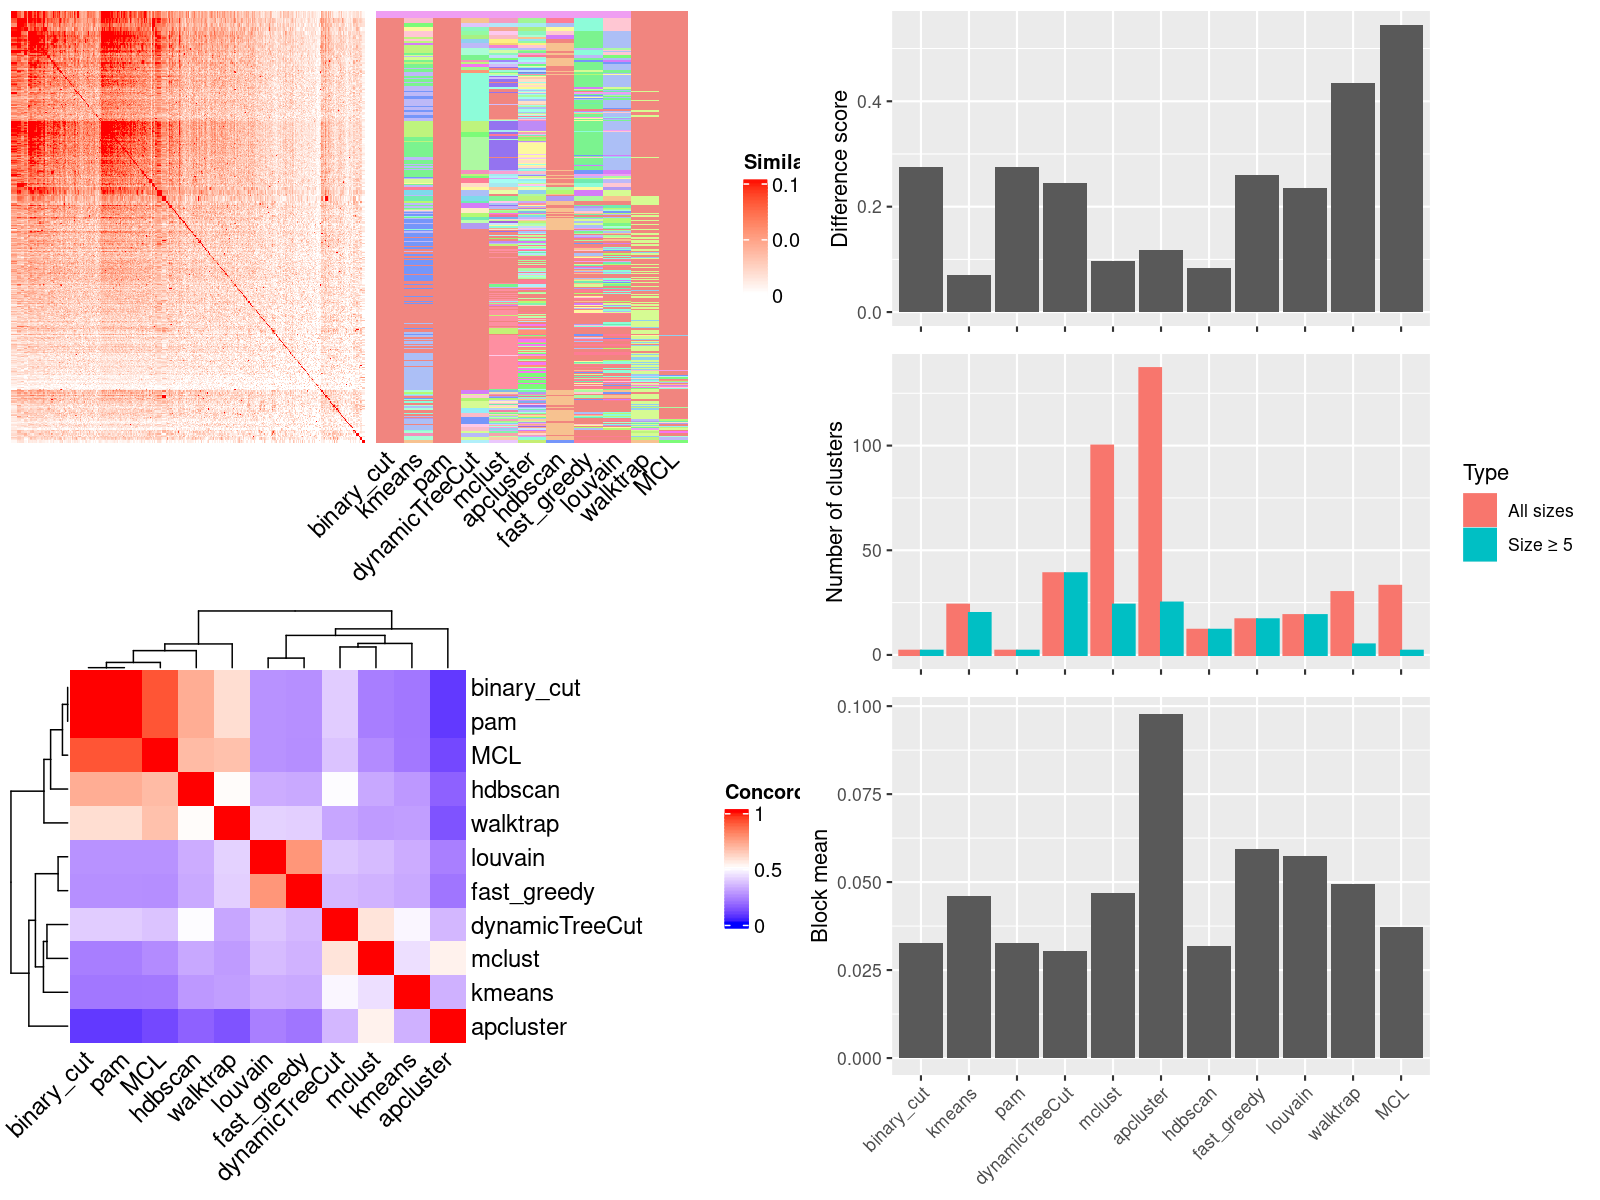 Simila
0.1
0.0
0
binary_cut
kmeans
pam
dynamicTreeCut
mclust
apcluster
hdbscan
fast_greedy
louvain
walktrap
MCL
binary_cut
pam
MCL
hdbscan
walktrap
louvain
fast_greedy
dynamicTreeCut
mclust
kmeans
apcluster
Concord
1
0.5
0
binary_cut
pam
MCL
hdbscan
walktrap
louvain
fast_greedy
dynamicTreeCut
mclust
kmeans
apcluster
Difference score
0.4
0.2
0.0
Number of clusters
100
50
0
Type
All sizes
Size ≥ 5
Block mean
0.100
0.075
0.050
0.025
0.000
binary_cut
kmeans
pam
dynamicTreeCut
mclust
apcluster
hdbscan
fast_greedy
louvain
walktrap
MCL